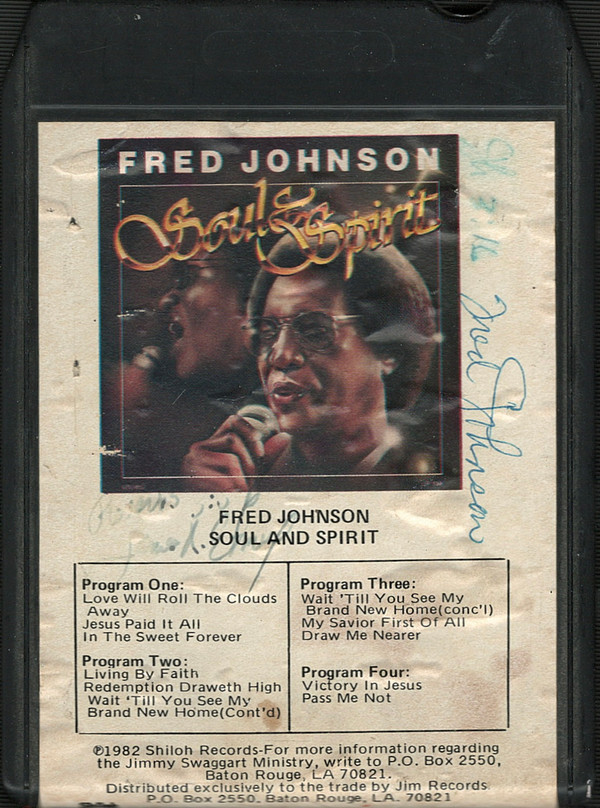 FRED JOHNSON
Soul & Spirit
Fred Johnson
FRED JOHNSON
SOUL AND SPIRIT
Program One:
Love Will Roll The Clouds
Away
Jesus Paid It All
In The Sweet Forever
Program Two:
Living By Faith
Redemption Draweth High
Wait 'Till You See My
Brand New Home(Cont'd)
Program Three:
Wait 'Till You See My
Brand New Home(conc'l)
My Savior First Of All
Draw Me Nearer
Program Four:
Victory In Jesus
Pass Me Not
℗1982 Shiloh Records-For more information regarding
the Jimmy Swaggart Ministry, write to P.O. Box 2550,
Baton Rouge, LA 70821.
Distributed exclusively to the trade by Jim Records
P.O. Box 2550, Baton Rouge, LA. 70821